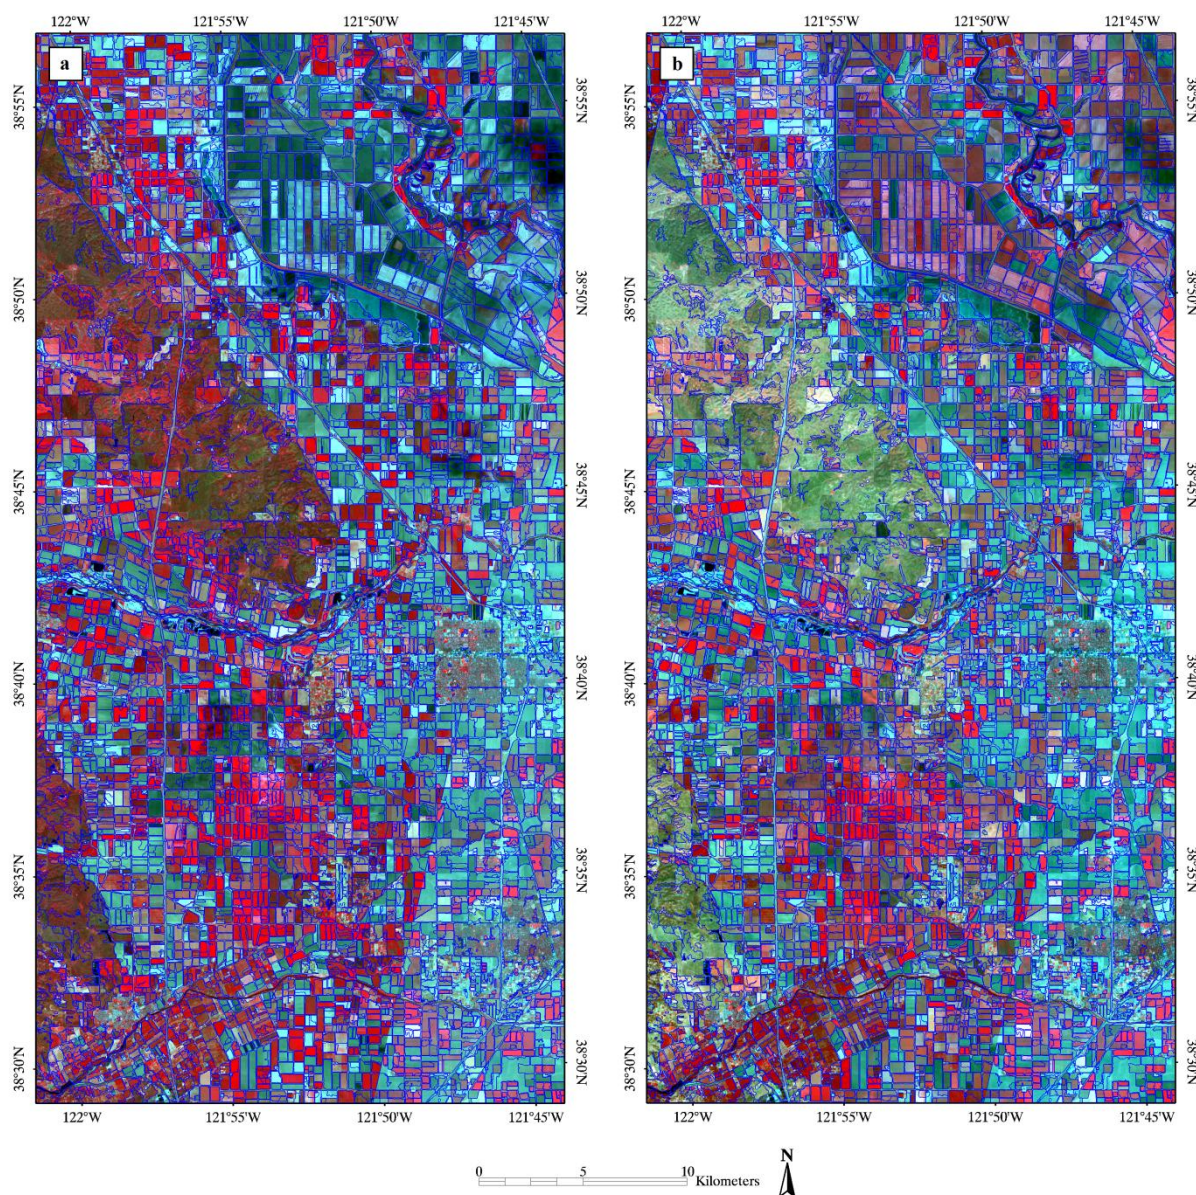 122°W 121°55'W 121°50'W 121°45'W 122°W 121°55'W 121°50'W 121°45'W
a b
38°55'N 38°55'N 38°55'N 38°55'N
38°50'N 38°50'N 38°50'N 38°50'N
38°45'N 38°45'N 38°45'N 38°45'N
38°40'N 38°40'N 38°40'N 38°40'N
38°35'N 38°35'N 38°35'N 38°35'N
38°30'N 38°30'N 38°30'N 38°30'N
122°W 121°55'W 121°50'W 121°45'W 122°W 121°55'W 121°50'W 121°45'W
N
0 5 10
Kilometers